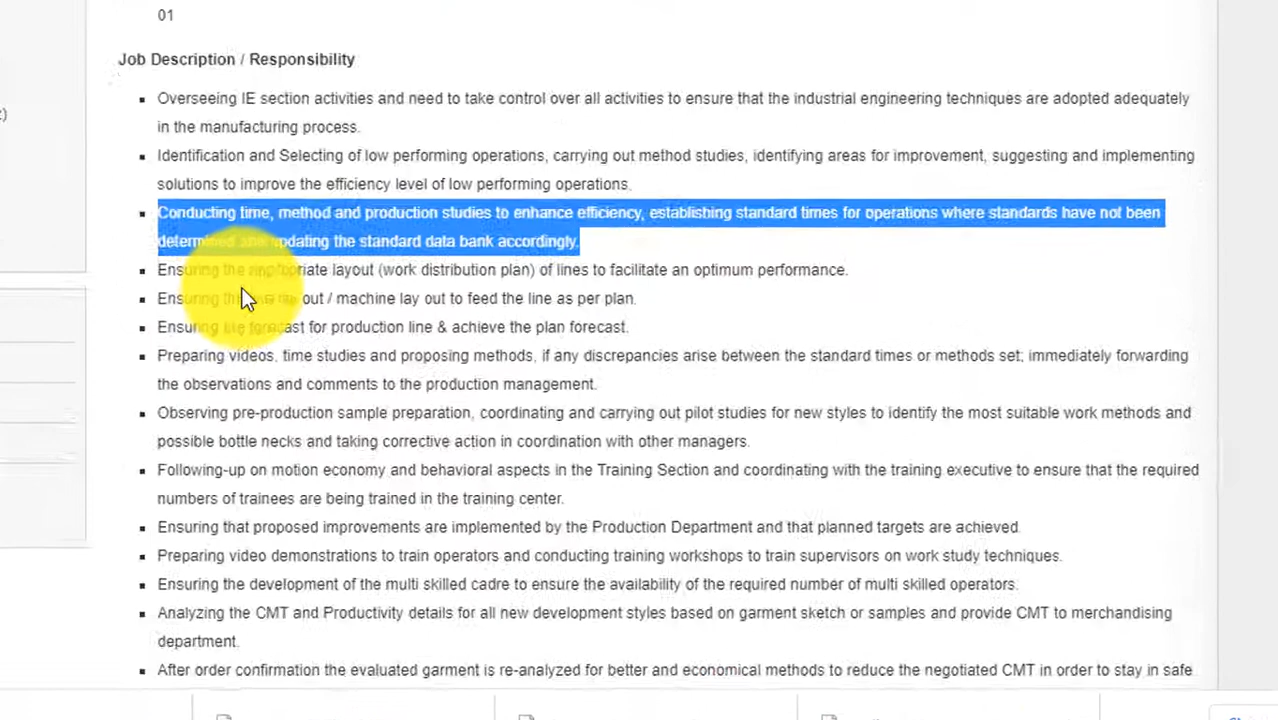 01
Job Description / Responsibility
Overseeing IE section activities and need to take control over all activities to ensure that the industrial engineering techniques are adopted adequately
in the manufacturing process.
Identification and Selecting of low performing operations, carrying out method studies, identifying areas for improvement, suggesting and implementing
solutions to improve the efficiency level of low performing operations.
Conducting time, method and production studies to enhance efficiency, establishing standard times for operations where standards have not been
determined and updating the standard data bank accordingly.
Ensuring the appropriate layout (work distribution plan) of lines to facilitate an optimum performance.
Ensuring out / machine lay out to feed the line as per plan.
Ensuring the forecast for production line & achieve the plan forecast.
Preparing videos, time studies and proposing methods, if any discrepancies arise between the standard times or methods set; immediately forwarding
the observations and comments to the production management.
Observing pre-production sample preparation, coordinating and carrying out pilot studies for new styles to identify the most suitable work methods and
possible bottle necks and taking corrective action in coordination with other managers.
Following-up on motion economy and behavioral aspects in the Training Section and coordinating with the training executive to ensure that the required
numbers of trainees are being trained in the training center.
Ensuring that proposed improvements are implemented by the Production Department and that planned targets are achieved.
Preparing video demonstrations to train operators and conducting training workshops to train supervisors on work study techniques.
Ensuring the development of the multi skilled cadre to ensure the availability of the required number of multi skilled operators.
Analyzing the CMT and Productivity details for all new development styles based on garment sketch or samples and provide CMT to merchandising
department.
After order confirmation the evaluated garment is re-analyzed for better and economical methods to reduce the negotiated CMT in order to stay in safe